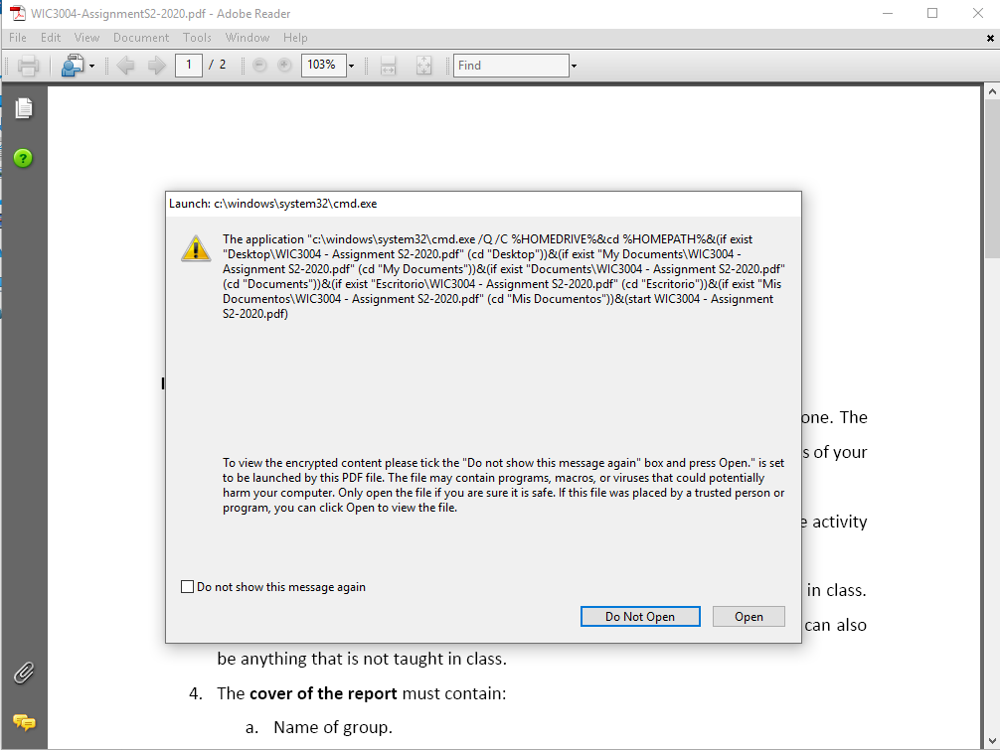 WIC3004-AssignmentS2-2020.pdf - Adobe Reader
File Edit View Document Tools Window Help
1 / 2 103% Find
Launch: c:\windows\system32\cmd.exe
The application "c:\windows\system32\cmd.exe /Q /C %HOMEDRIVE%&cd %HOMEPATH%&(if exist
"Desktop\WIC3004 - Assignment S2-2020.pdf" (cd "Desktop"))&(if exist "My Documents\WIC3004 -
Assignment S2-2020.pdf" (cd "My Documents"))&(if exist "Documents\WIC3004 - Assignment S2-2020.pdf"
(cd "Documents"))&(if exist "Escritorio\WIC3004 - Assignment S2-2020.pdf" (cd "Escritorio"))&(if exist "Mis
Documentos\WIC3004 - Assignment S2-2020.pdf" (cd "Mis Documentos"))&(start WIC3004 - Assignment
S2-2020.pdf)
one. The
s of your
To view the encrypted content please tick the "Do not show this message again" box and press Open." is set
to be launched by this PDF file. The file may contain programs, macros, or viruses that could potentially
harm your computer. Only open the file if you are sure it is safe. If this file was placed by a trusted person or
program, you can click Open to view the file.
e activity
Do not show this message again
in class.
Do Not Open Open
can also
be anything that is not taught in class.
4. The cover of the report must contain:
a. Name of group.